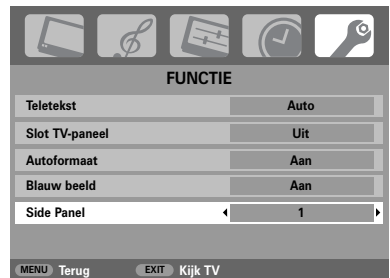 FUNCTIE
Teletekst Auto
Slot TV-paneel Uit
Autoformaat Aan
Blauw beeld Aan
Side Panel 1
MENU Terug EXIT Kijk TV